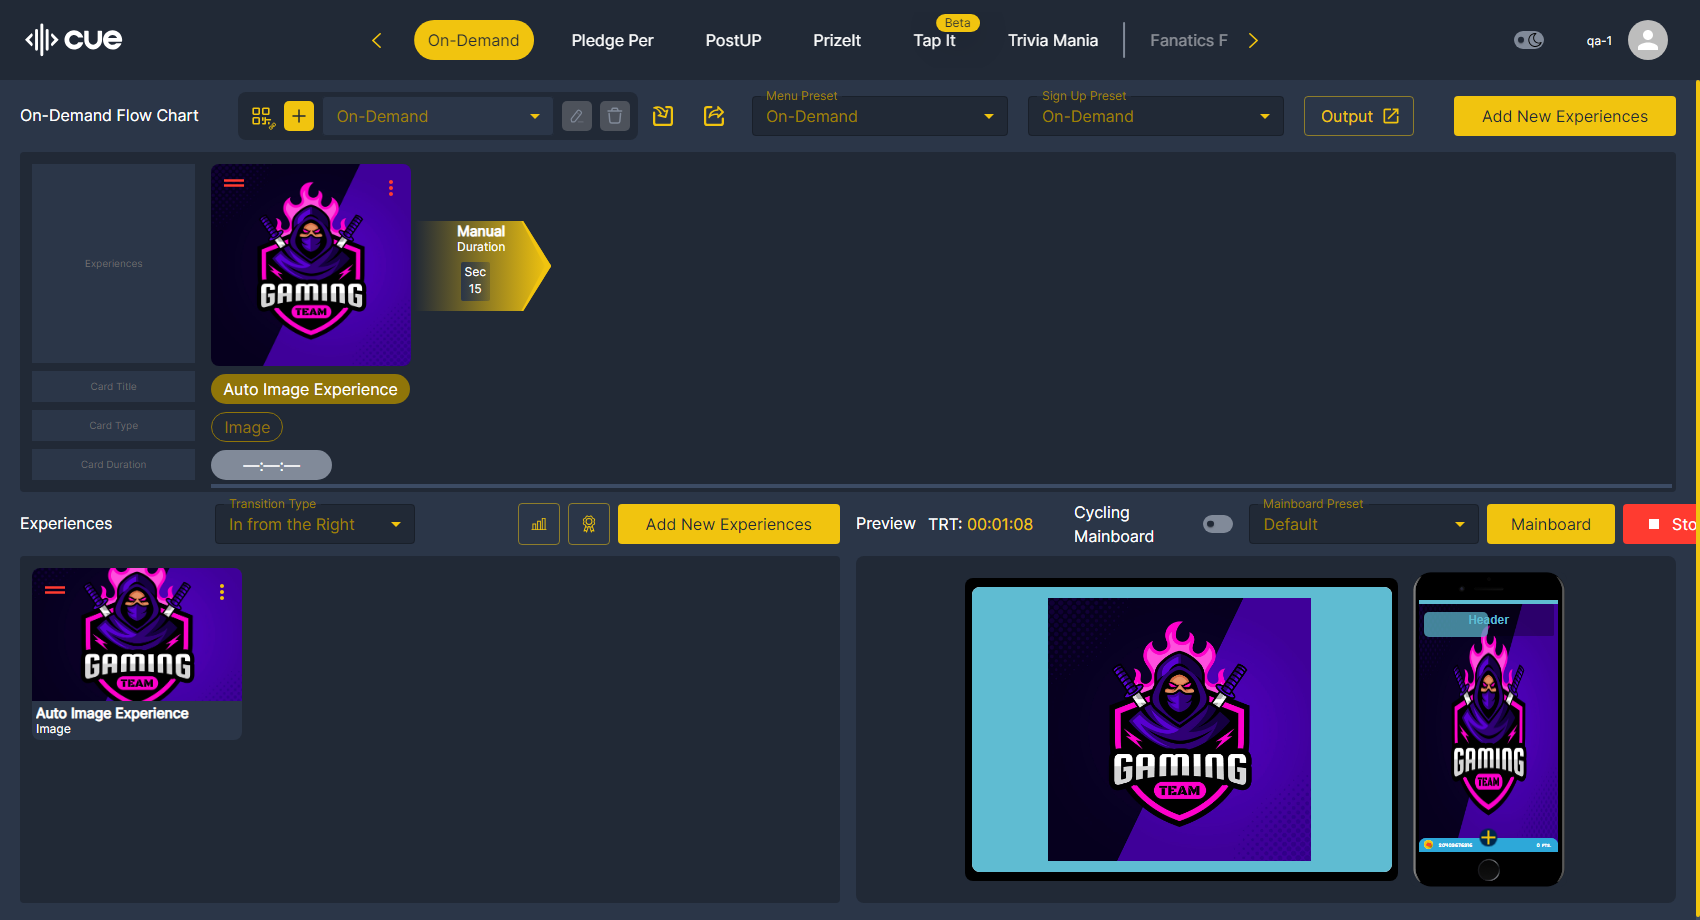 cue
On-Demand
Pledge Per
PostUP
PrizeIt
Beta
Tap It
Trivia Mania
Fanatics F
qa-1
On-Demand Flow Chart
On-Demand
Menu Preset
On-Demand
Sign Up Preset
On-Demand
Output
Add New Experiences
Experiences
GAMING
TEAM
Manual
Duration
Sec
15
Card Title
Auto Image Experience
Card Type
Image
Card Duration
—:—:—
Experiences
Transition Type
In from the Right
Add New Experiences
Preview
TRT: 00:01:08
Cycling
Mainboard
Mainboard Preset
Default
Mainboard
Sto
GAMING
TEAM
Auto Image Experience
Image
GAMING
TEAM
Header
GAMING
TEAM
0 PTS.